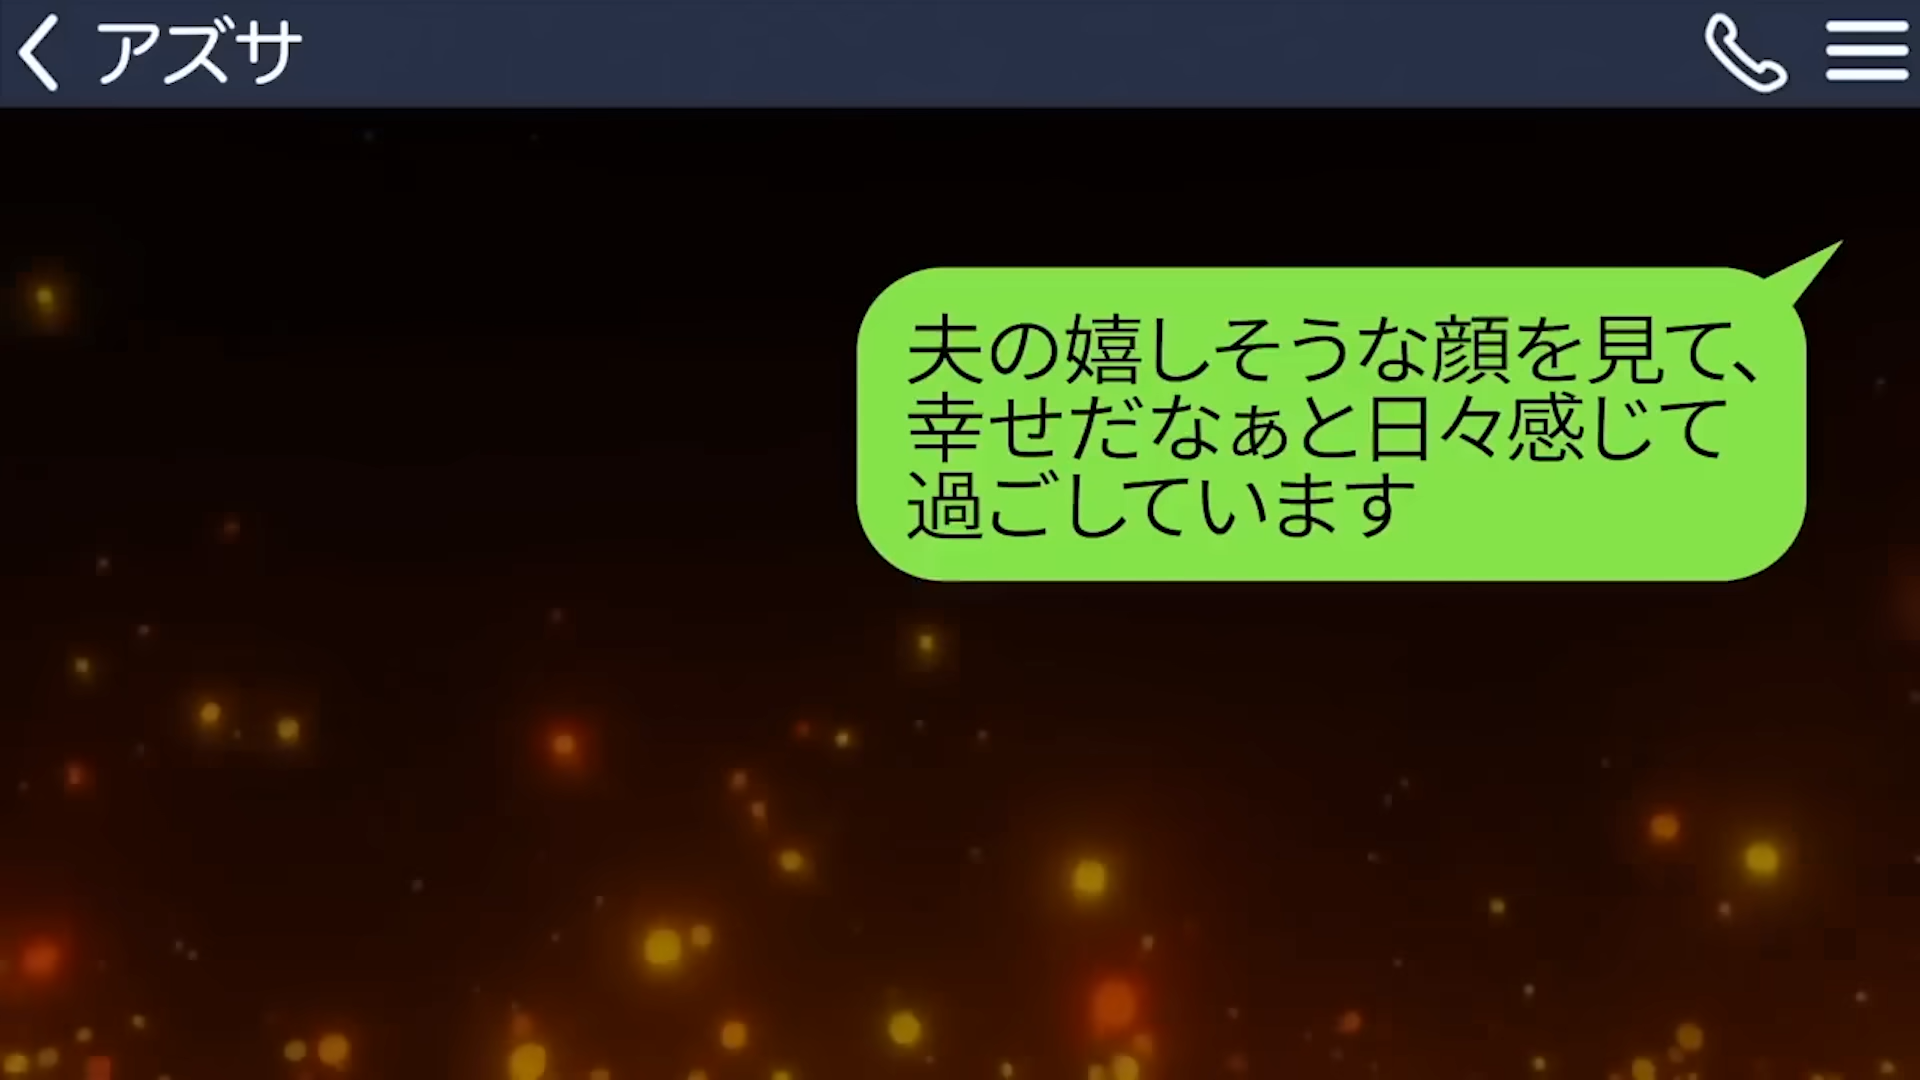 アズサ
夫の嬉しそうな顔を見て、
幸せだなぁと日々感じて
過ごしています